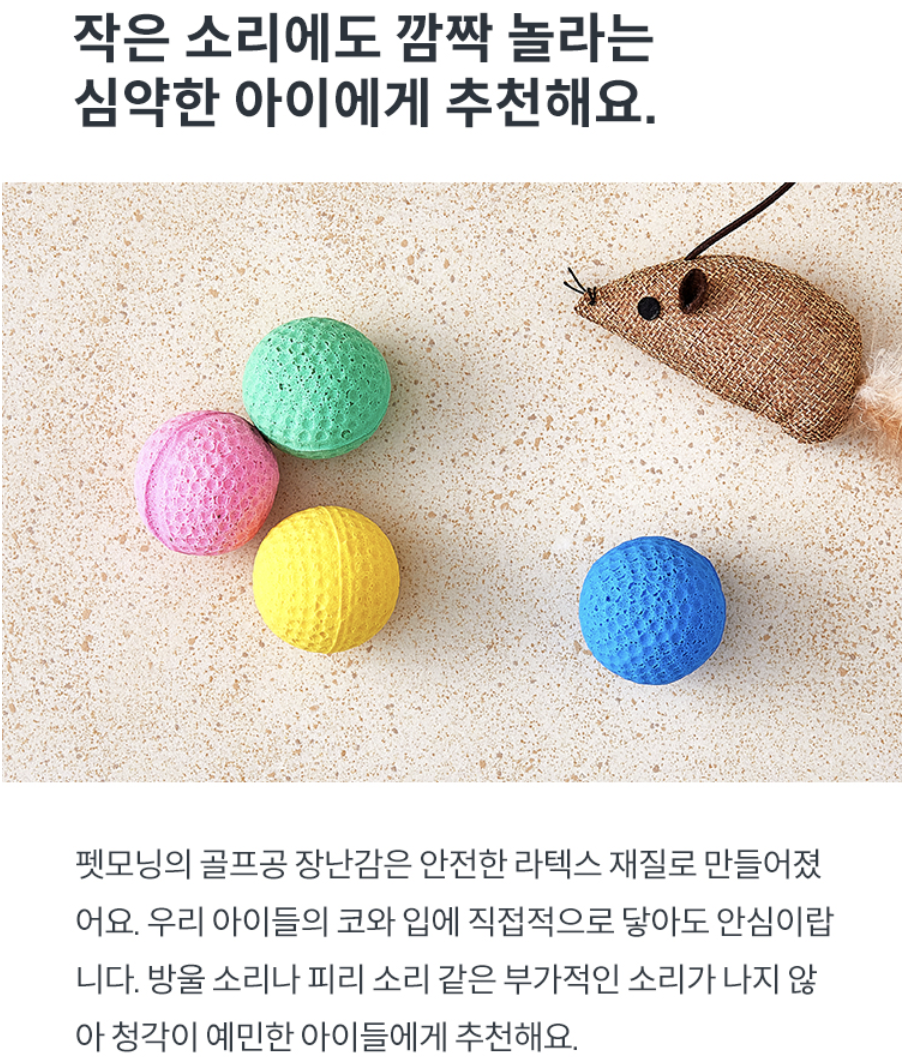 작은 소리에도 깜짝 놀라는
심약한 아이에게 추천해요.
펫모닝의 골프공 장난감은 안전한 라텍스 재질로 만들어졌
어요. 우리 아이들의 코와 입에 직접적으로 닿아도 안심이랍
니다. 방울 소리나 피리 소리 같은 부가적인 소리가 나지 않
아 청각이 예민한 아이들에게 추천해요.